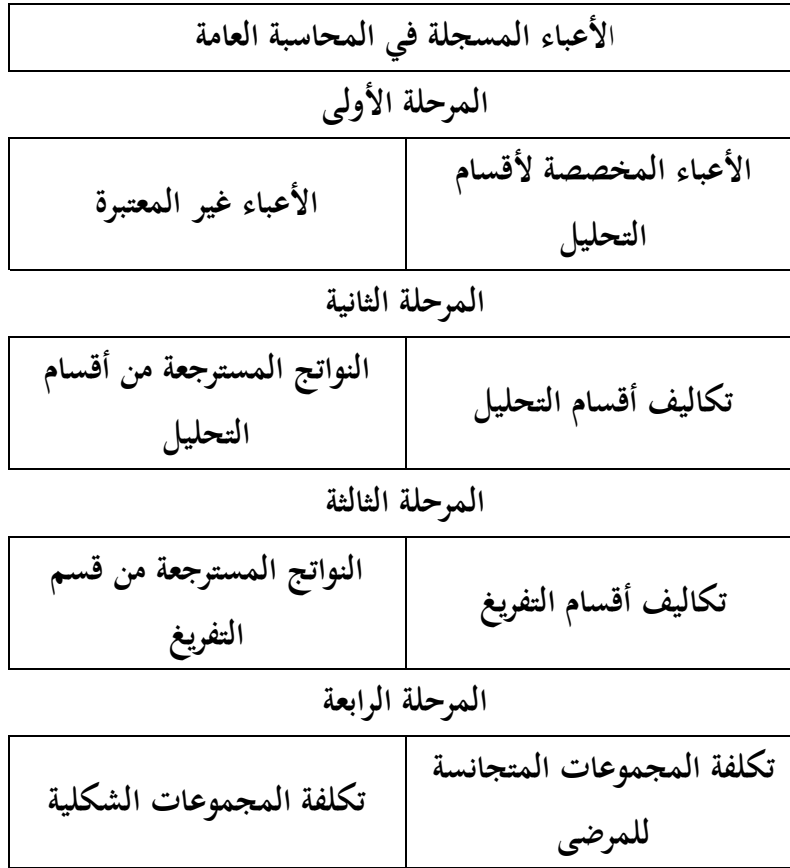 الأعباء المسجلة في المحاسبة العامة
المرحلة الأولى
الأعباء المخصصة لأقسام
التحليل
الأعباء غير المعتبرة
المرحلة الثانية
تكاليف أقسام التحليل
النواتج المسترجعة من أقسام
التحليل
المرحلة الثالثة
تكاليف أقسام التفريغ
النواتج المسترجعة من قسم
التفريغ
المرحلة الرابعة
تكلفة المجموعات المتجانسة
للمرضى
تكلفة المجموعات الشكلية